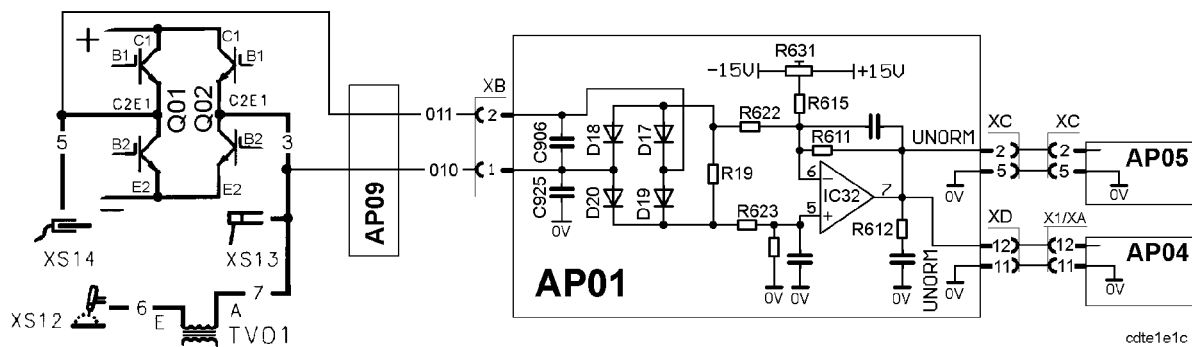 +
C1
C1
B1
B1
Q01
Q02
C2E1
C2E1
5
3
B2
B2
E2
E2
XS14
XS13
XS12
6
E
A
7
TV01
AP09
011
010
XB
2
1
C906
C925
0V
D18
D17
D20
D19
R19
R622
R623
R631
-15V
+15V
R615
R611
6
5
7
IC32
R612
0V
0V
0V
UNORM
UNORM
AP01
XC
XC
2
2
5
5
0V
0V
AP05
XD
X1/XA
12
12
11
11
0V
0V
AP04
cdte1e1c